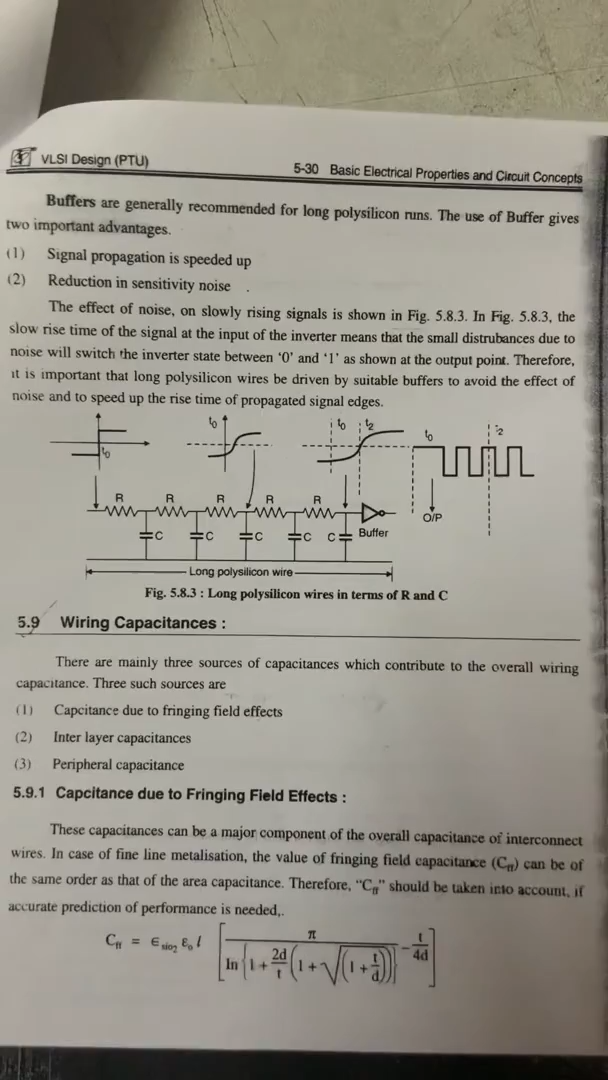 VLSI Design (PTU)
5-30 Basic Electrical Properties and Circuit Concepts
Buffers are generally recommended for long polysilicon runs. The use of Buffer gives
two important advantages.
(1) Signal propagation is speeded up
(2) Reduction in sensitivity noise .
The effect of noise, on slowly rising signals is shown in Fig. 5.8.3. In Fig. 5.8.3, the
slow rise time of the signal at the input of the inverter means that the small distrubances due to
noise will switch the inverter state between ‘0’ and ‘1’ as shown at the output point. Therefore,
it is important that long polysilicon wires be driven by suitable buffers to avoid the effect of
noise and to speed up the rise time of propagated signal edges.
t₀ t₀ t₀ t₂ t₀ t₂
R R R R R
O/P
C C C C C Buffer
Long polysilicon wire
Fig. 5.8.3 : Long polysilicon wires in terms of R and C
5.9 Wiring Capacitances :
There are mainly three sources of capacitances which contribute to the overall wiring
capacitance. Three such sources are
(1) Capcitance due to fringing field effects
(2) Inter layer capacitances
(3) Peripheral capacitance
5.9.1 Capcitance due to Fringing Field Effects :
These capacitances can be a major component of the overall capacitance of interconnect
wires. In case of fine line metalisation, the value of fringing field capacitance (C_ff) can be of
the same order as that of the area capacitance. Therefore, “C_ff” should be taken into account, if
accurate prediction of performance is needed,.
C_ff = ∈_sio₂ ε_o l [ π / ln {1 + 2d/t (1 + √(1 + t/d))} − t/4d ]